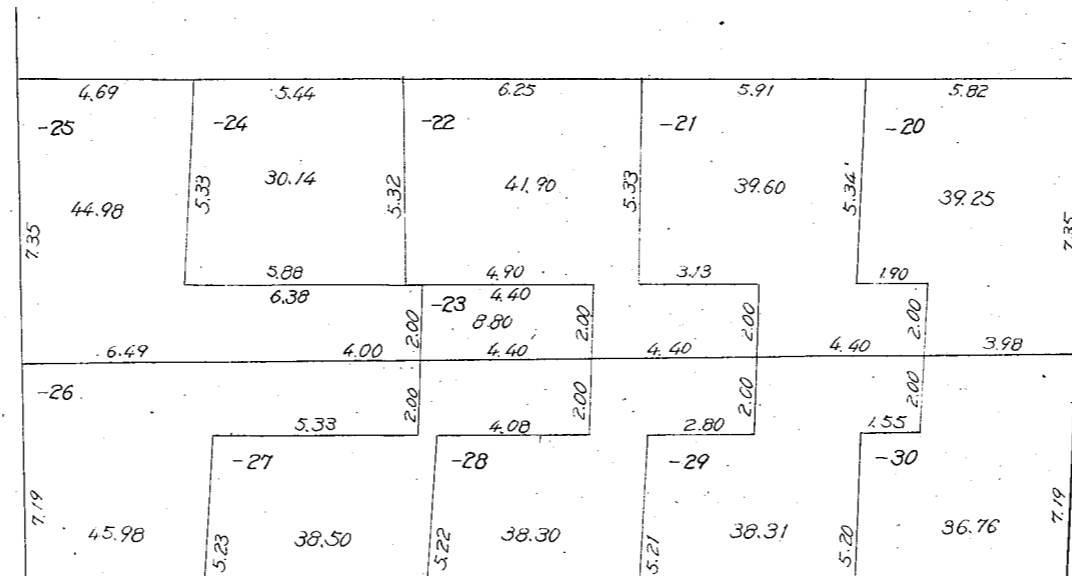 4.69 5.44 6.25 5.91 5.82
-25 -24 -22 -21 -20
30.14 41.90 39.60 39.25
44.98
5.33 5.32 5.33 5.34
7.35 7.35
5.88 4.90 3.13 1.90
6.38 -23 4.40
8.80
2.00 2.00 2.00 2.00
6.49 4.00 4.40 4.40 4.40 3.98
-26
2.00 2.00 2.00 2.00
5.33 4.08 2.80 1.55
-27 -28 -29 -30
7.19 7.19
45.98 38.50 38.30 38.31 36.76
5.23 5.22 5.21 5.20